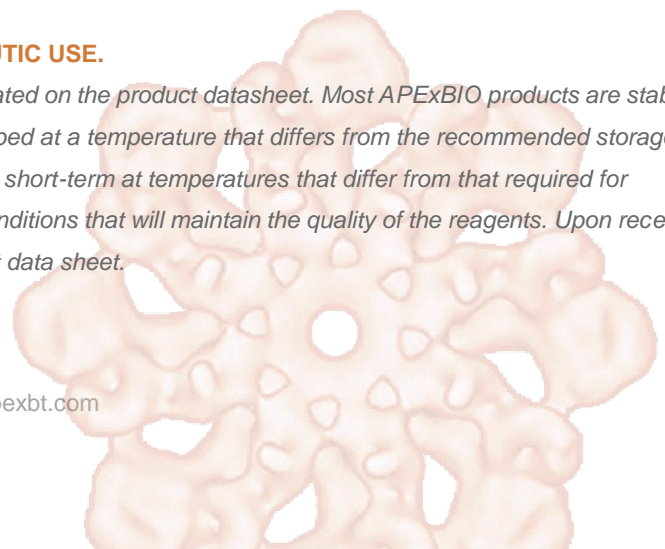 UTIC USE.
ated on the product datasheet. Most APExBIO products are stab
ped at a temperature that differs from the recommended storage
short-term at temperatures that differ from that required for
nditions that will maintain the quality of the reagents. Upon rece
data sheet.
exbt.com